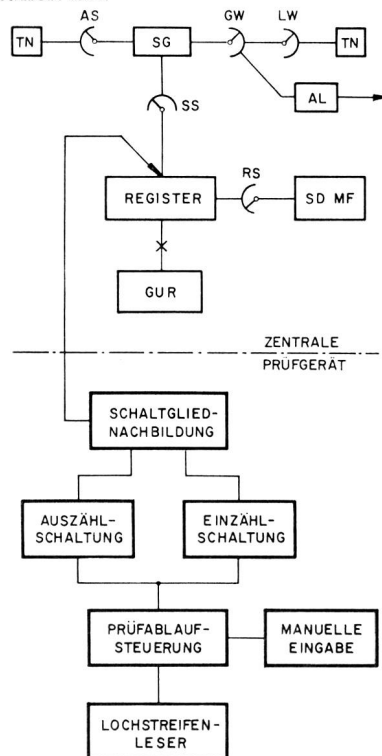 AS
GW
LW
TN
SG
TN
AL
SS
RS
REGISTER
SD MF
GUR
ZENTRALE
PRÜFGERÄT
SCHALTGLIED-
NACHBILDUNG
AUSZÄHL-
SCHALTUNG
EINZÄHL-
SCHALTUNG
PRÜFABLAUF-
STEUERUNG
MANUELLE
EINGABE
LOCHSTREIFEN-
LESER